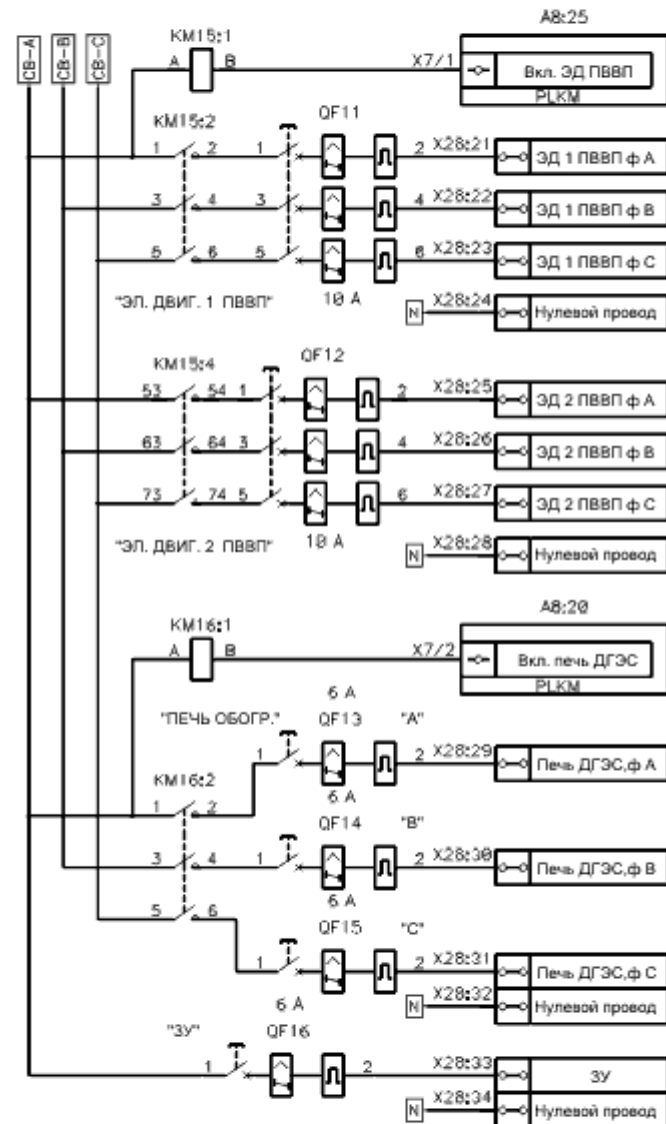 A8:25
СВ-А СВ-В СВ-С
КМ15:1
А В Х7/1 Вкл. ЭД ПВВП
PLKM
КМ15:2 QF11
1 2 1 2 Х28:21 ЭД 1 ПВВП ф А
3 4 3 4 Х28:22 ЭД 1 ПВВП ф В
5 6 5 6 Х28:23 ЭД 1 ПВВП ф С
"ЭЛ. ДВИГ. 1 ПВВП" 10 А
N Х28:24 Нулевой провод
КМ15:4 QF12
53 54 1 2 Х28:25 ЭД 2 ПВВП ф А
63 64 3 4 Х28:26 ЭД 2 ПВВП ф В
73 74 5 6 Х28:27 ЭД 2 ПВВП ф С
"ЭЛ. ДВИГ. 2 ПВВП" 10 А
N Х28:28 Нулевой провод
A8:20
КМ16:1
А В Х7/2 Вкл. печь ДГЭС
PLKM
6 А
"ПЕЧЬ ОБОГР." QF13 "А"
1 2 Х28:29 Печь ДГЭС,ф А
КМ16:2 6 А
1 2 QF14 "В"
3 4 1 2 Х28:30 Печь ДГЭС,ф В
6 А
5 6 QF15 "С"
1 2 Х28:31 Печь ДГЭС,ф С
N Х28:32 Нулевой провод
6 А
"ЗУ" QF16
1 2 Х28:33 ЗУ
N Х28:34 Нулевой провод